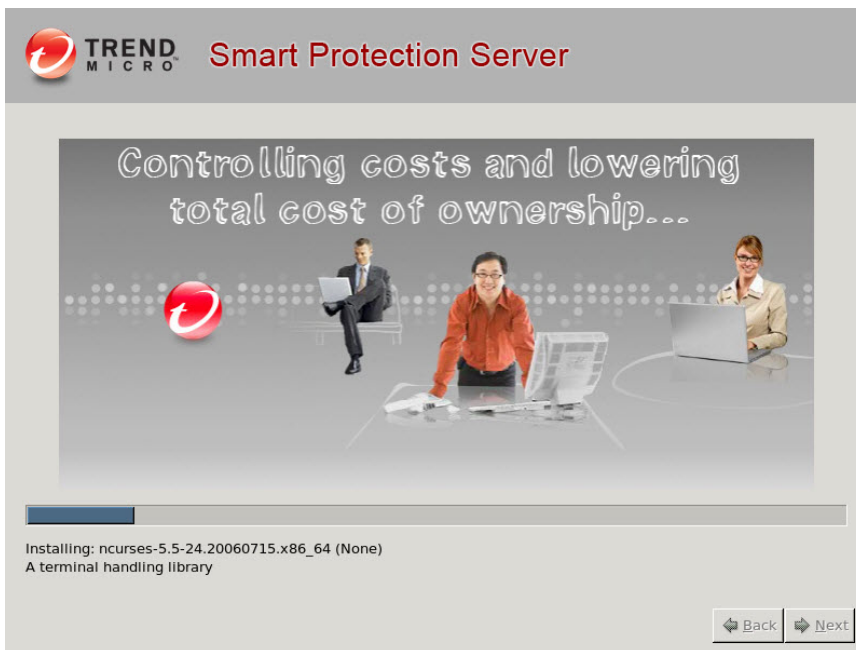 TREND
MICRO™
Smart Protection Server
Controlling costs and lowering
total cost of ownership...
Installing: ncurses-5.5-24.20060715.x86_64 (None)
A terminal handling library
Back
Next